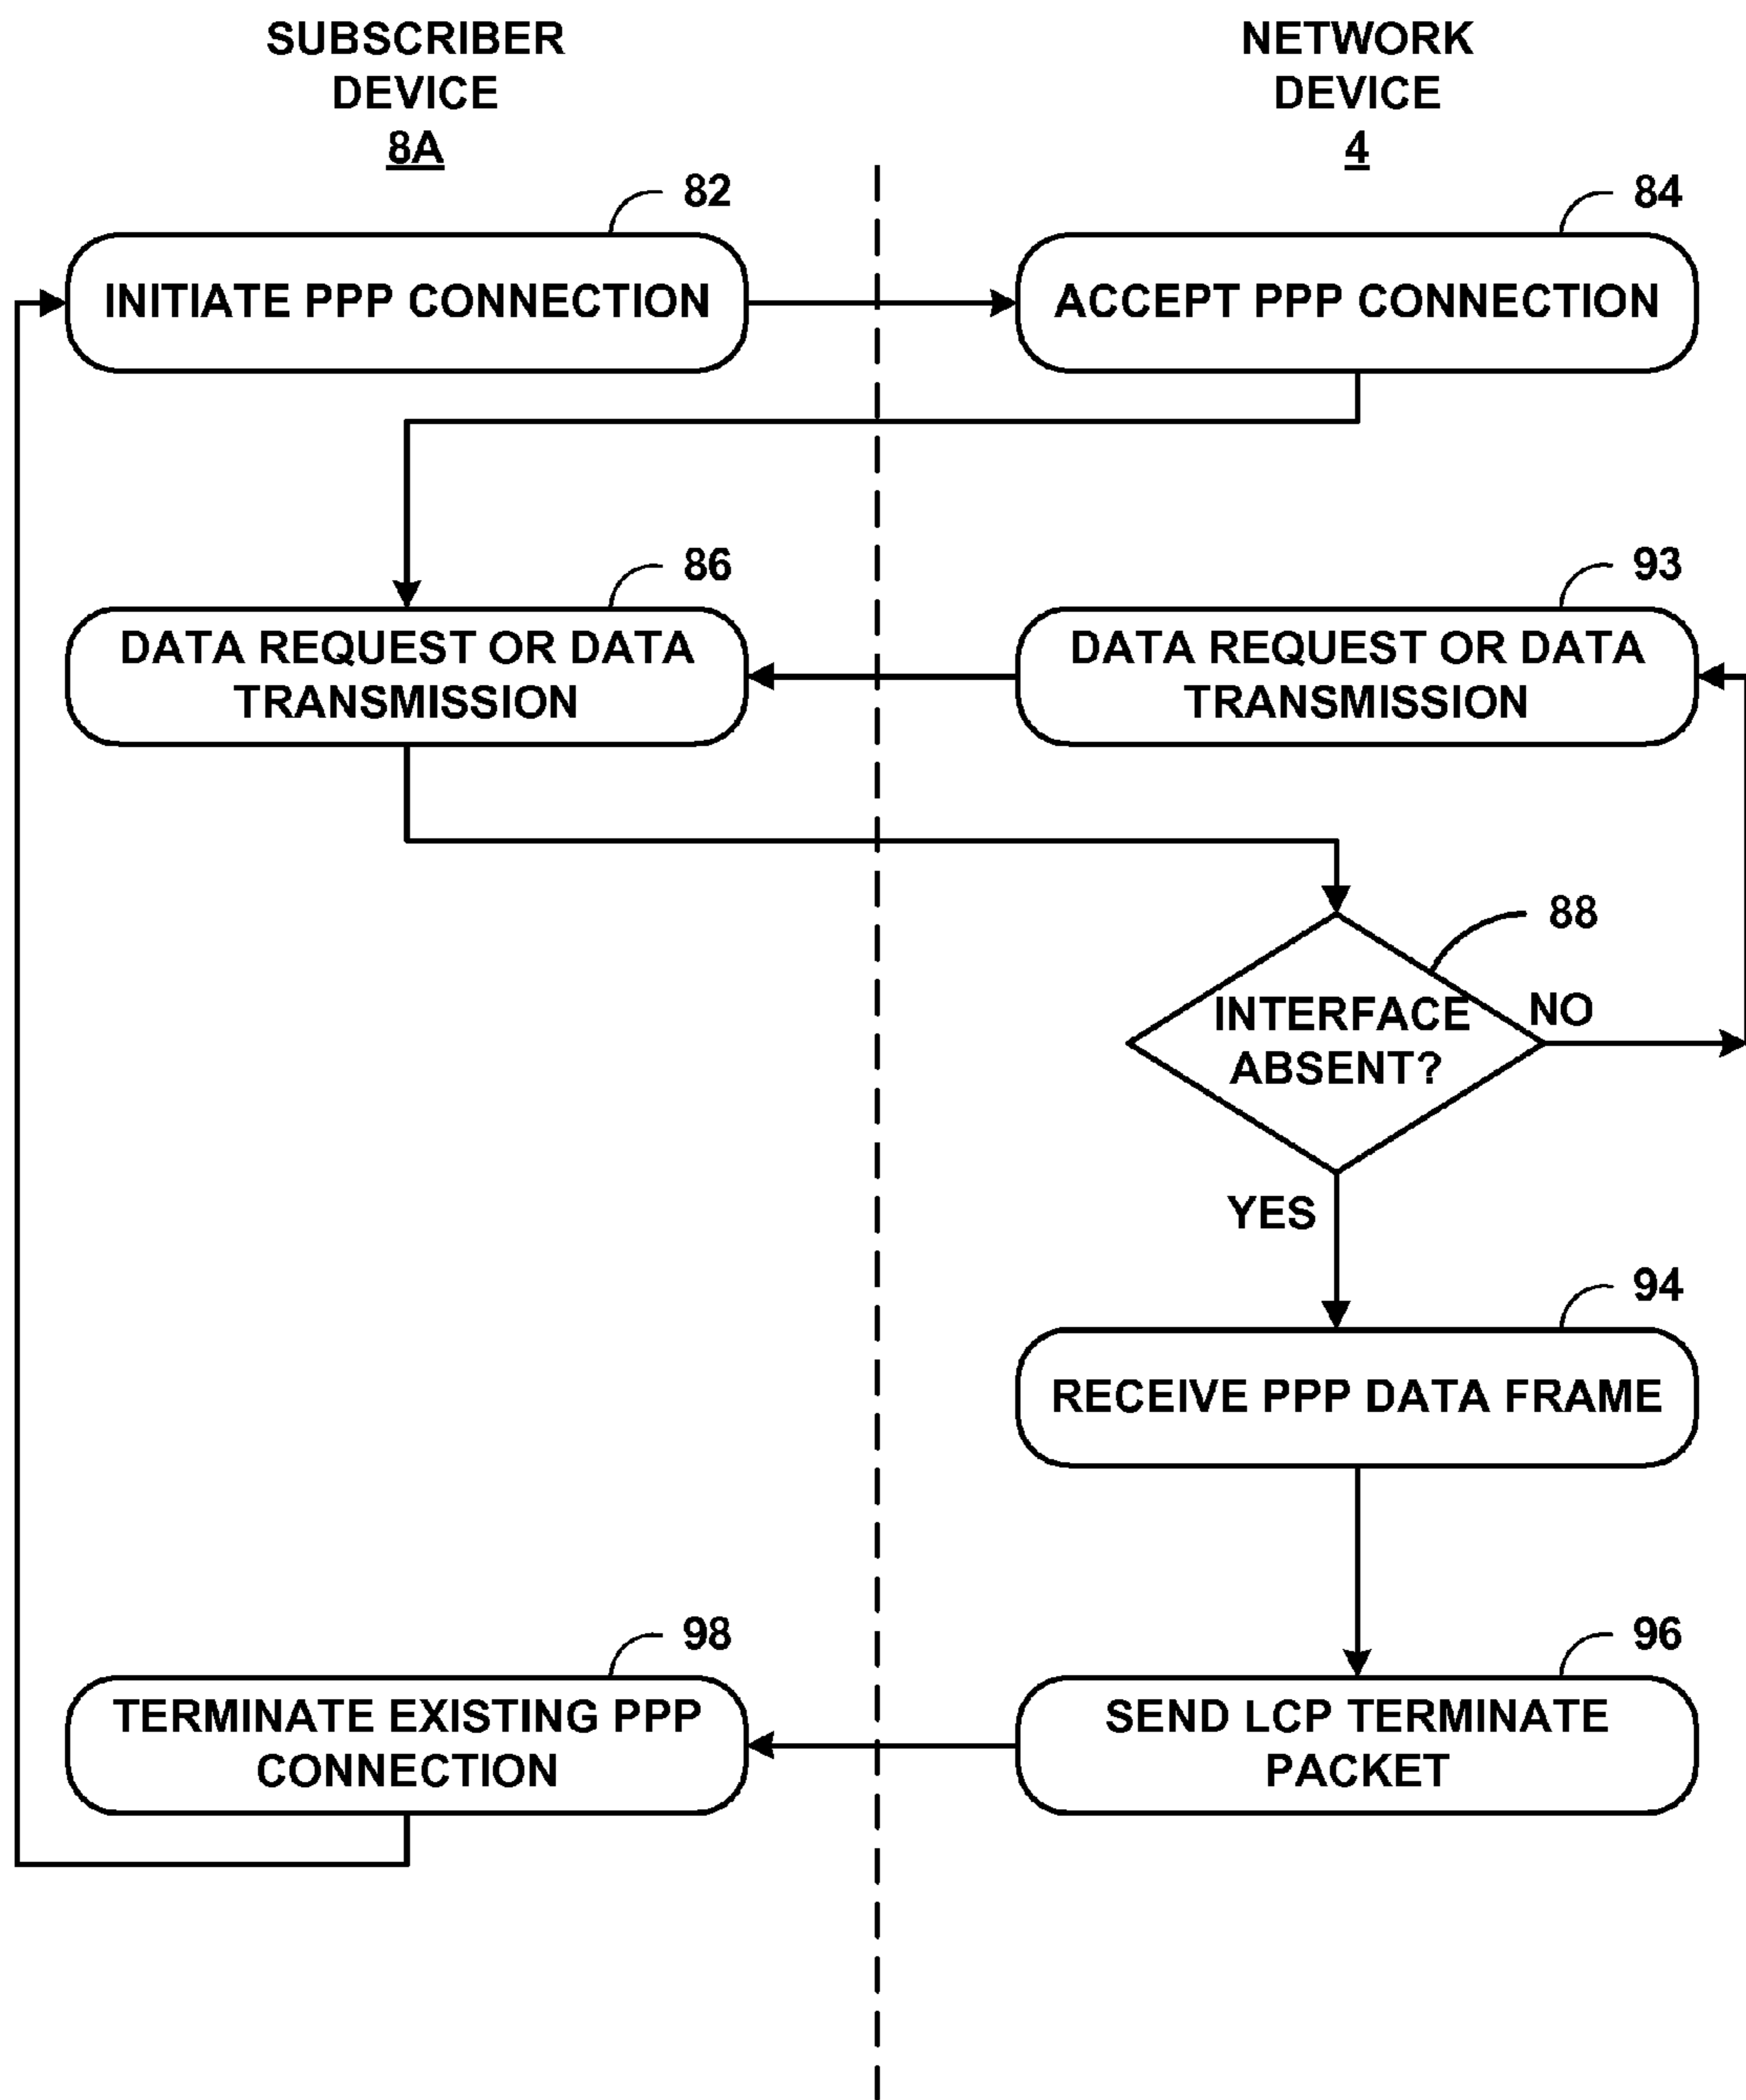 SUBSCRIBER
DEVICE
8A
NETWORK
DEVICE
4
82
84
INITIATE PPP CONNECTION
ACCEPT PPP CONNECTION
86
93
DATA REQUEST OR DATA
TRANSMISSION
DATA REQUEST OR DATA
TRANSMISSION
88
INTERFACE
ABSENT?
NO
YES
94
RECEIVE PPP DATA FRAME
98
96
TERMINATE EXISTING PPP
CONNECTION
SEND LCP TERMINATE
PACKET